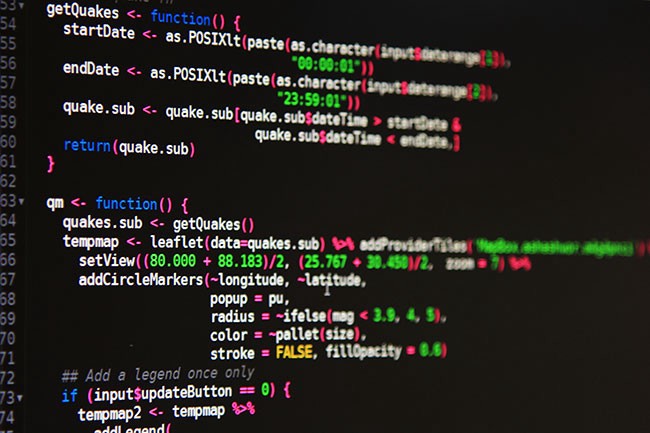 53
getQuakes <- function() {
54
startDate <- as.POSIXlt(paste(as.character(input$daterange[1]),
55
"00:00:01"))
56
endDate <- as.POSIXlt(paste(as.character(input$daterange[2]),
57
"23:59:01"))
58
quake.sub <- quake.sub[quake.sub$dateTime > startDate &
59
quake.sub$dateTime < endDate,]
60
return(quake.sub)
61
}
62
63
qm <- function() {
64
quakes.sub <- getQuakes()
65
tempmap <- leaflet(data=quakes.sub) %>% addProviderTiles(
66
setView((80.000 + 88.183)/2, (25.767 + 30.450)/2, zoom = 7) %>%
67
addCircleMarkers(~longitude, ~latitude,
68
popup = pu,
69
radius = ~ifelse(mag < 3.9, 4, 5),
70
color = ~pallet(size),
71
stroke = FALSE, fillOpacity = 0.6)
72
## Add a legend once only
73
if (input$updateButton == 0) {
74
tempmap2 <- tempmap %>%
addLegend(